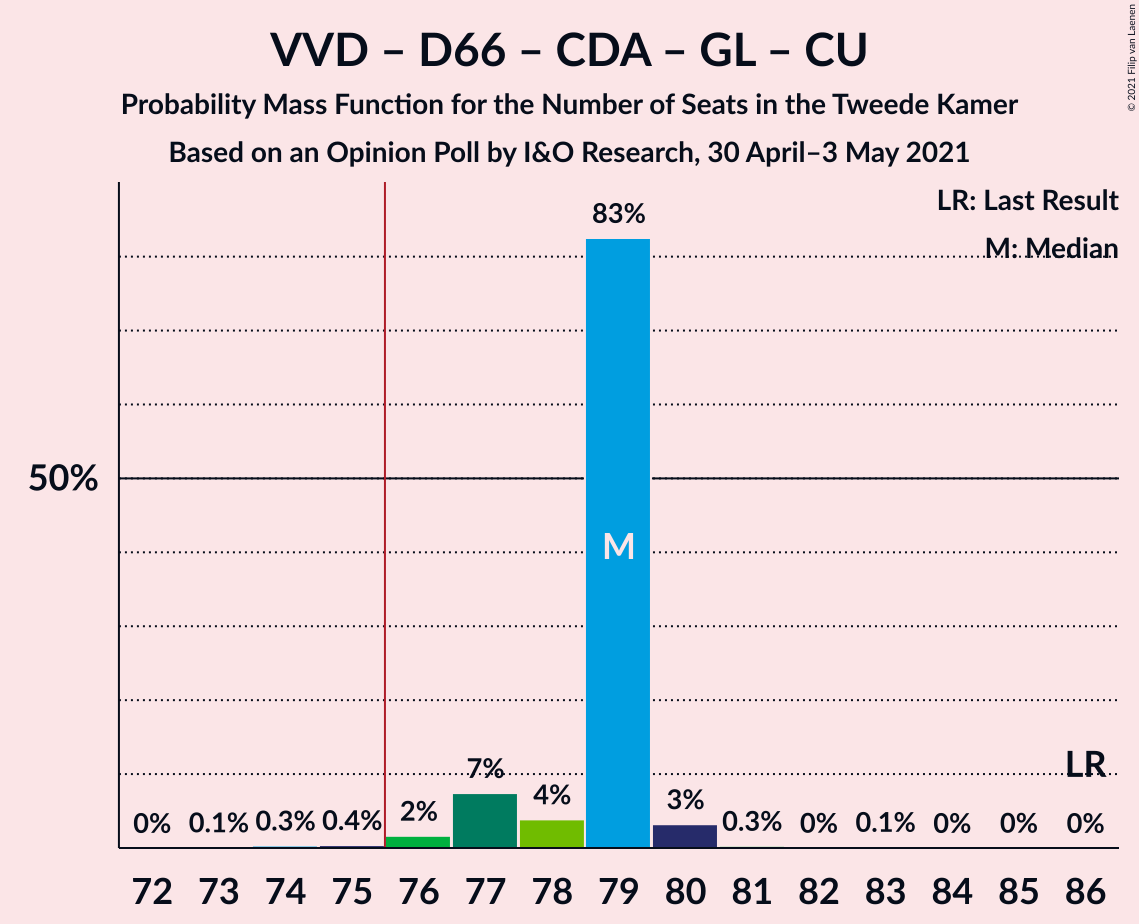 VVD – D66 – CDA – GL – CU
Probability Mass Function for the Number of Seats in the Tweede Kamer
Based on an Opinion Poll by I&O Research, 30 April–3 May 2021
© 2021 Filip van Laenen
LR: Last Result
M: Median
83%
50%
M
LR
7%
4%
3%
2%
0% 0.1% 0.3% 0.4% 0.3% 0% 0.1% 0% 0% 0%
72 73 74 75 76 77 78 79 80 81 82 83 84 85 86